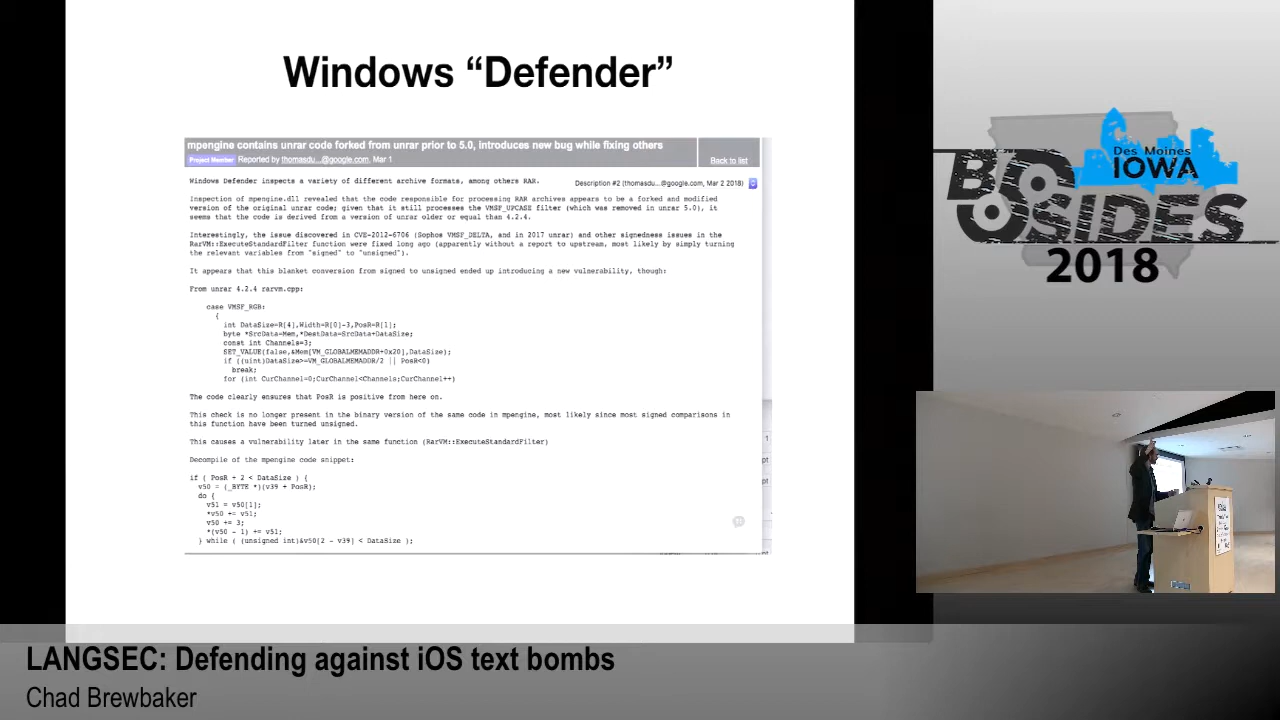 Windows “Defender”
mpengine contains unrar code forked from unrar prior to 5.0, introduces new bug while fixing others
Project Member Reported by thomasdu...@google.com, Mar 1
Back to list
Windows Defender inspects a variety of different archive formats, among others RAR.
Description #2 (thomasdu...@google.com, Mar 2 2018)
Inspection of mpengine.dll revealed that the code responsible for processing RAR archives appears to be a forked and modified
version of the original unrar code; given that it still processes the VMSF_UPCASE filter (which was removed in unrar 5.0), it
seems that the code is derived from a version of unrar older or equal than 4.2.4.
Interestingly, the issue discovered in CVE-2012-6706 (Sophos VMSF_DELTA, and in 2017 unrar) and other signedness issues in the
RarVM::ExecuteStandardFilter function were fixed long ago (apparently without a report to upstream, most likely by simply turning
the relevant variables from "signed" to "unsigned").
It appears that this blanket conversion from signed to unsigned ended up introducing a new vulnerability, though:
From unrar 4.2.4 rarvm.cpp:
case VMSF_RGB:
{
int DataSize=R[4],Width=R[0]-3,PosR=R[1];
byte *SrcData=Mem,*DestData=SrcData+DataSize;
const int Channels=3;
SET_VALUE(false,&Mem[VM_GLOBALMEMADDR+0x20],DataSize);
if ((uint)DataSize>=VM_GLOBALMEMADDR/2 || PosR<0)
break;
for (int CurChannel=0;CurChannel<Channels;CurChannel++)
The code clearly ensures that PosR is positive from here on.
This check is no longer present in the binary version of the same code in mpengine, most likely since most signed comparisons in
this function have been turned unsigned.
This causes a vulnerability later in the same function (RarVM::ExecuteStandardFilter)
Decompile of the mpengine code snippet:
if ( PosR + 2 < DataSize ) {
v50 = (_BYTE *)(v39 + PosR);
do {
v51 = v50[1];
*v50 += v51;
v50 += 3;
*(v50 - 1) += v51;
} while ( (unsigned int)&v50[2 - v39] < DataSize );
Des Moines
IOWA
BSIDES
2018
LANGSEC: Defending against iOS text bombs
Chad Brewbaker